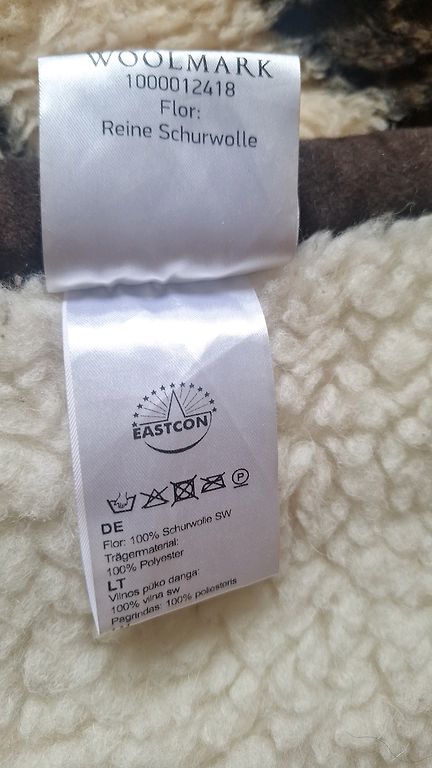 WOOLMARK
1000012418
Flor:
Reine Schurwolle
EASTCON
P
DE
Flor: 100% Schurwolle SW
Trägermaterial:
100% Polyester
LT
Vilnos pūko danga:
100% vilna sw
Pagrindas: 100% poliesteris